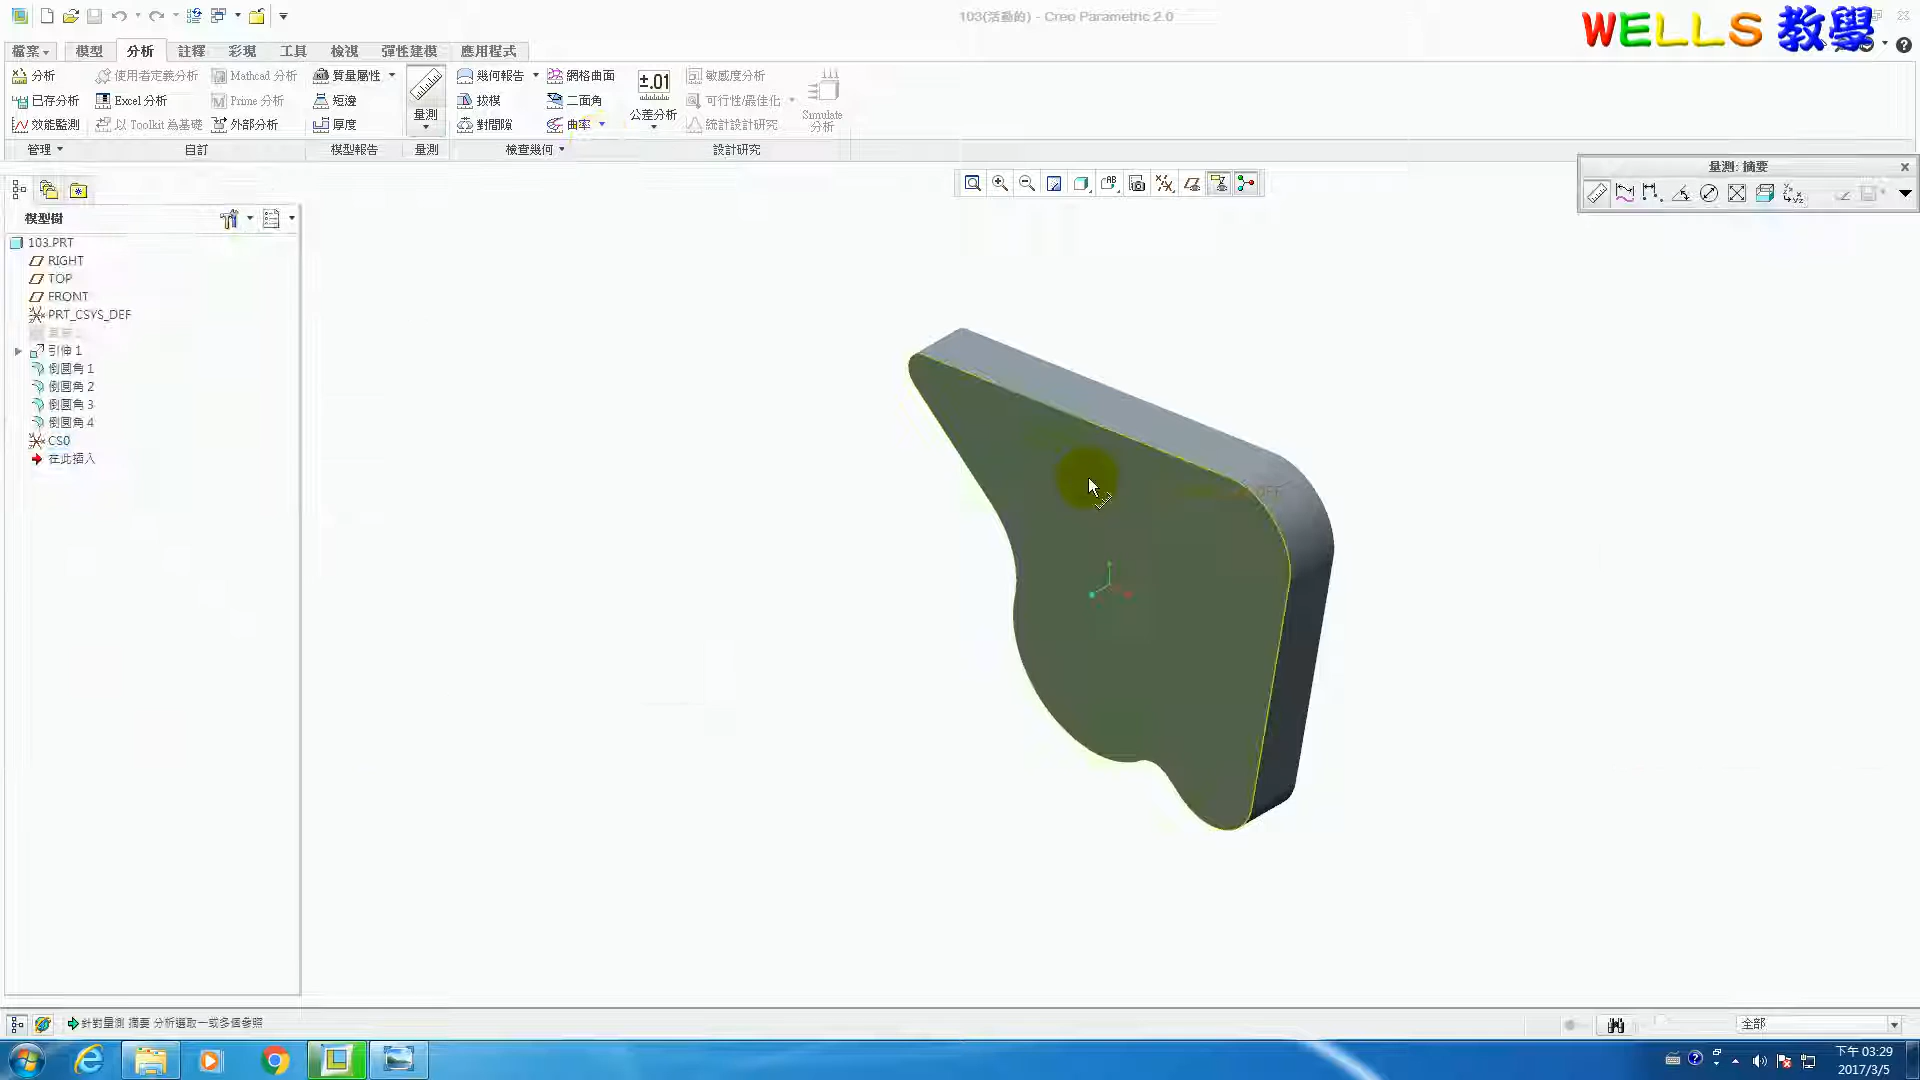 103(活動的) - Creo Parametric 2.0
WELLS 教學
檔案 模型 分析 註釋 彩現 工具 檢視 彈性建模 應用程式
分析 使用者定義分析 Mathcad 分析 質量屬性 幾何報告 網格曲面 敏感度分析
已存分析 Excel 分析 Prime 分析 短邊 拔模 二面角 可行性/最佳化
效能監測 以 Toolkit 為基礎 外部分析 厚度 對間隙 曲率 統計設計研究
量測
±.01
公差分析
Simulate
分析
管理 自訂 模型報告 量測 檢查幾何 設計研究
量測: 摘要
模型樹
103.PRT
RIGHT
TOP
FRONT
PRT_CSYS_DEF
引伸 1
倒圓角 1
倒圓角 2
倒圓角 3
倒圓角 4
CS0
在此插入
針對量測 摘要 分析選取一或多個參照
全部
下午 03:29
2017/3/5